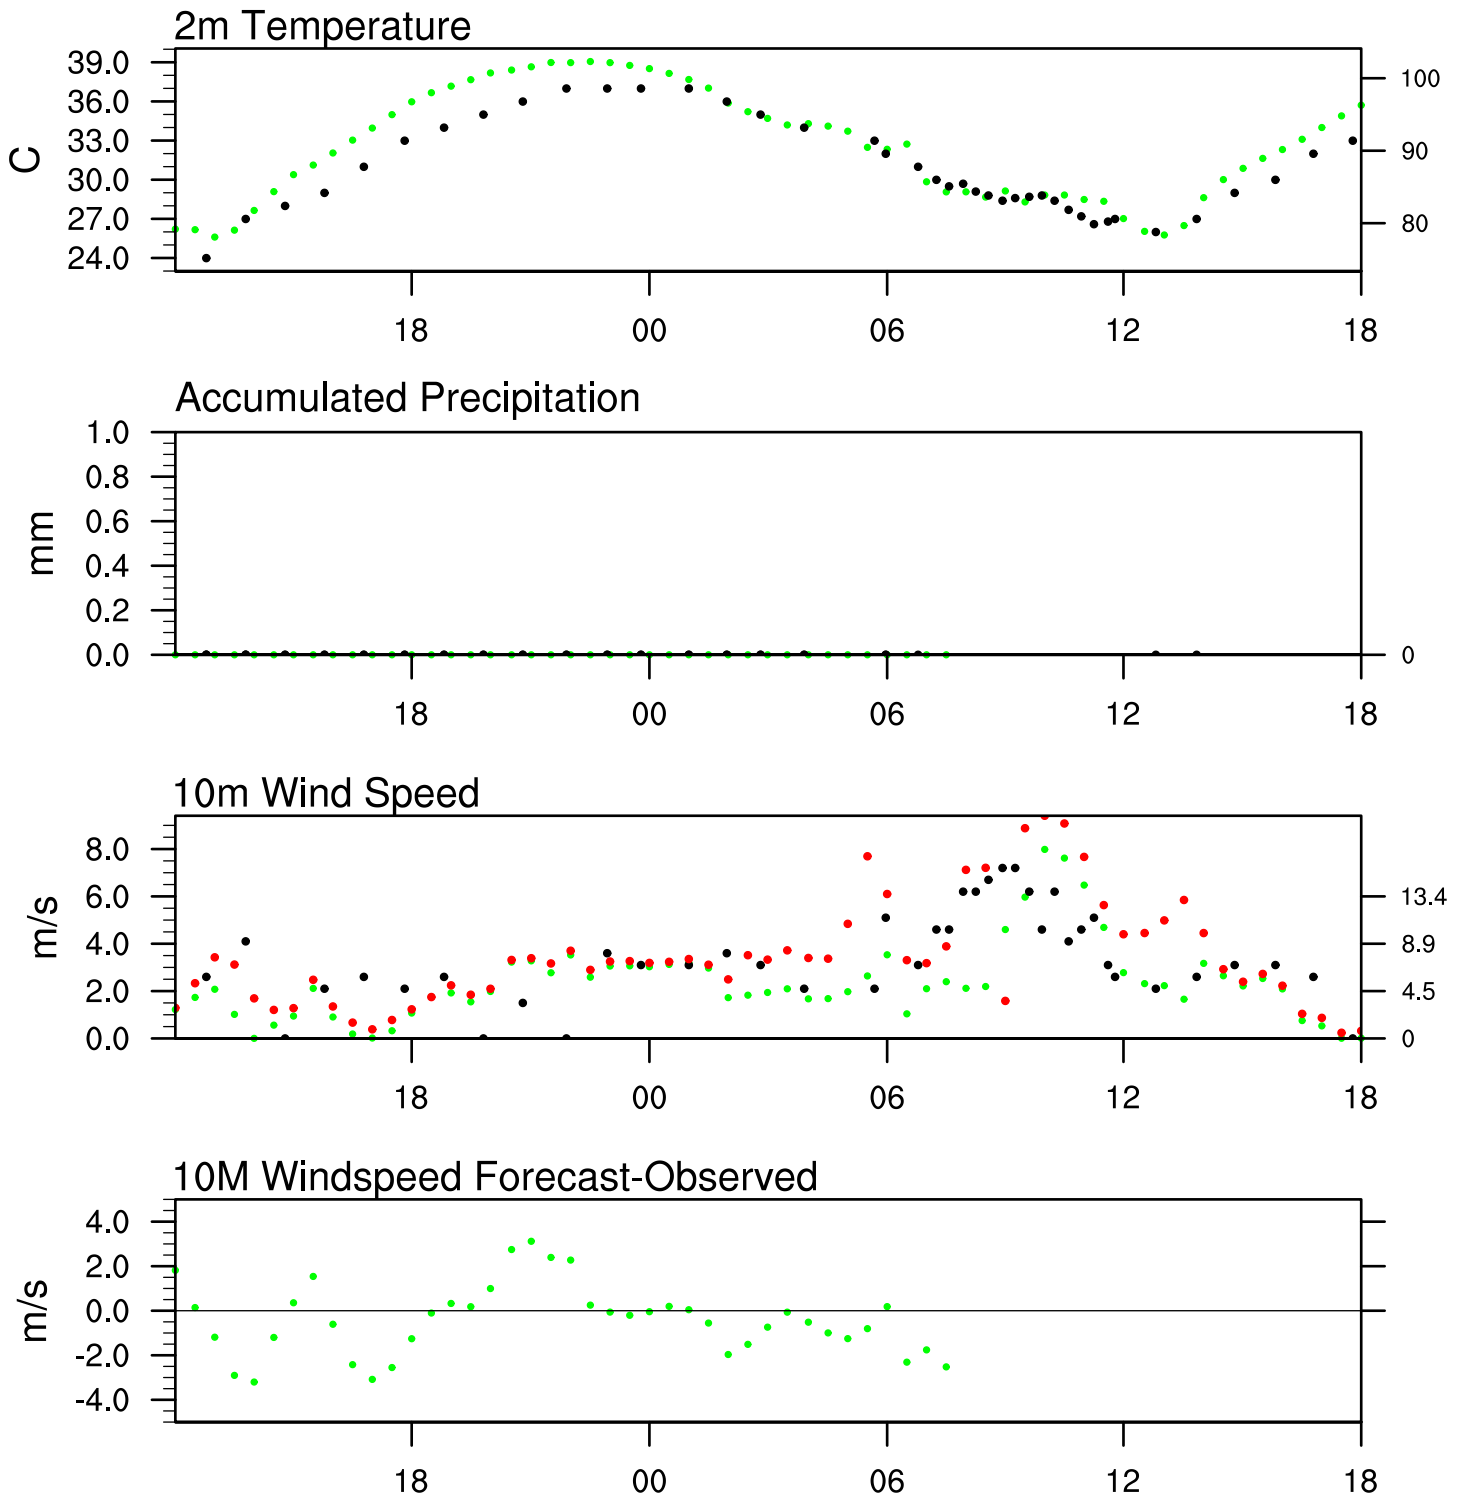 2m Temperature
39.0
36.0
33.0
30.0
27.0
24.0
C
100
90
80
18 00 06 12 18
Accumulated Precipitation
1.0
0.8
0.6
0.4
0.2
0.0
mm
0
18 00 06 12 18
10m Wind Speed
8.0
6.0
4.0
2.0
0.0
m/s
13.4
8.9
4.5
0
18 00 06 12 18
10M Windspeed Forecast-Observed
4.0
2.0
0.0
-2.0
-4.0
m/s
18 00 06 12 18